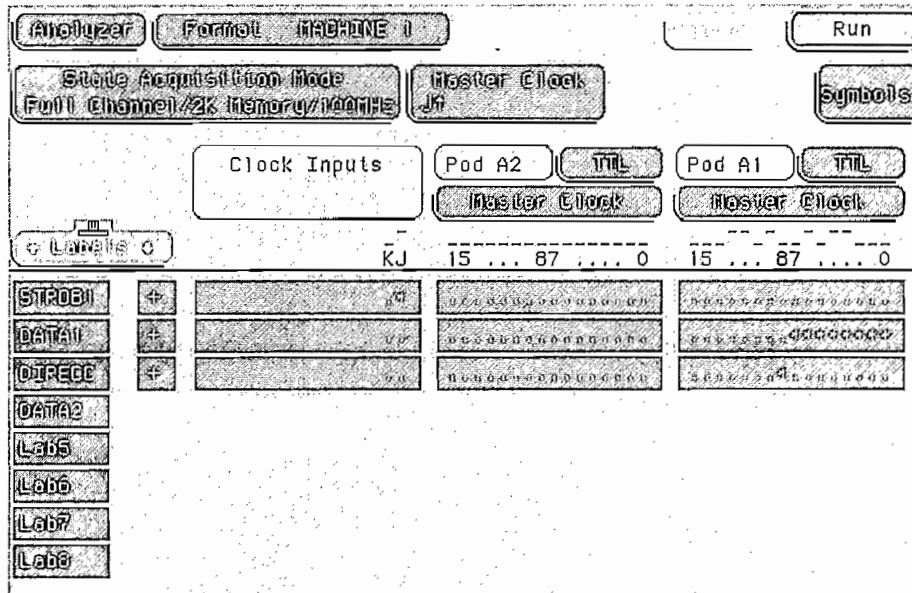 Analyzer Format MACHINE 1 Run
State Acquisition Mode
Full Channel/2K Memory/100MHz
Master Clock
J↑
Symbols
Clock Inputs
Pod A2 TTL
Master Clock
Pod A1 TTL
Master Clock
Labels
KJ 15 ... 87 .... 0 15 ... 87 .... 0
STROB1 +
DATA1 +
DIRECC +
DATA2
Lab5
Lab6
Lab7
Lab8